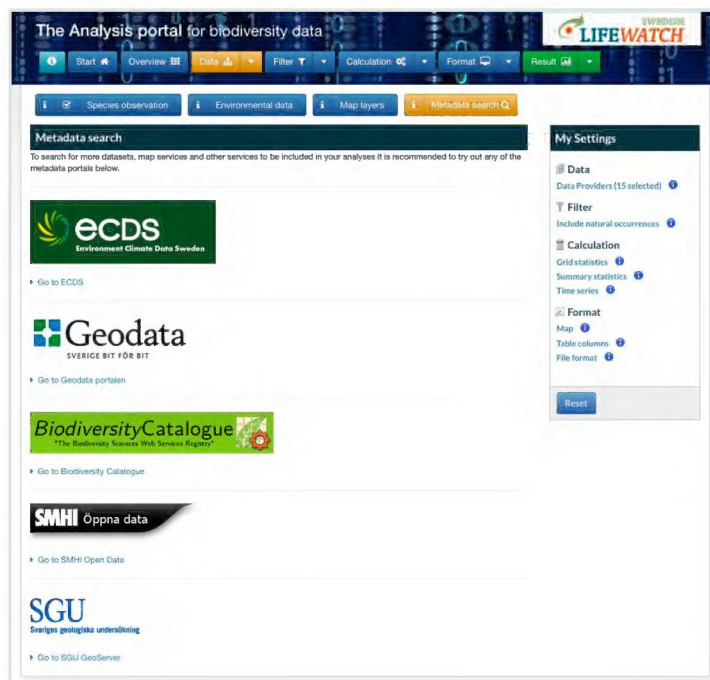 The Analysis portal for biodiversity data
SWEDISH
LIFEWATCH
Start Overview Data Filter Calculation Format Result
Species observation Environmental data Map layers Metadata search
Metadata search
To search for more datasets, map services and other services to be included in your analyses it is recommended to try out any of the
metadata portals below.
ecds
Environment Climate Data Sweden
Go to ECDS
Geodata
SVERIGE BIT FÖR BIT
Go to Geodata portalen
BiodiversityCatalogue
"The Biodiversity Sciences Web Services Registry"
Go to Biodiversity Catalogue
SMHI Öppna data
Go to SMHI Open Data
SGU
Sveriges geologiska undersökning
Go to SGU GeoServer
My Settings
Data
Data Providers (15 selected)
Filter
Include natural occurrences
Calculation
Grid statistics
Summary statistics
Time series
Format
Map
Table columns
File format
Reset